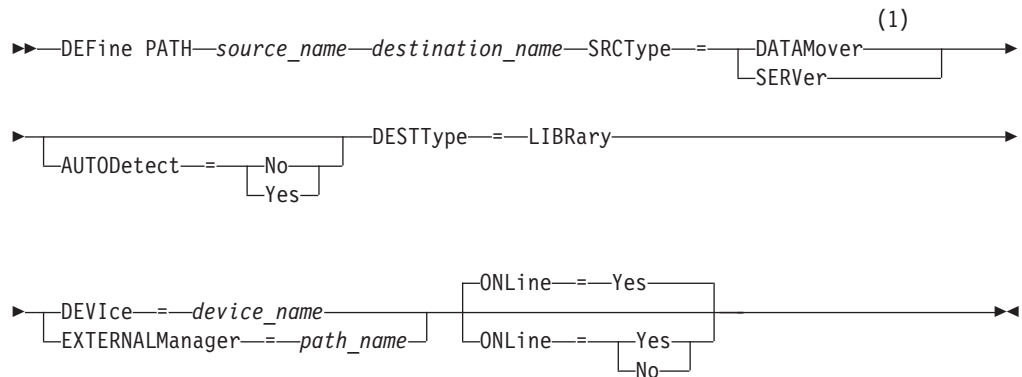 (1)
DEFine PATH source_name destination_name SRCType = DATAMover
SERVer
DESTType = LIBRary
AUTODetect = No
Yes
ONLine = Yes
DEVIce = device_name
EXTERNALManager = path_name ONLine = Yes
No